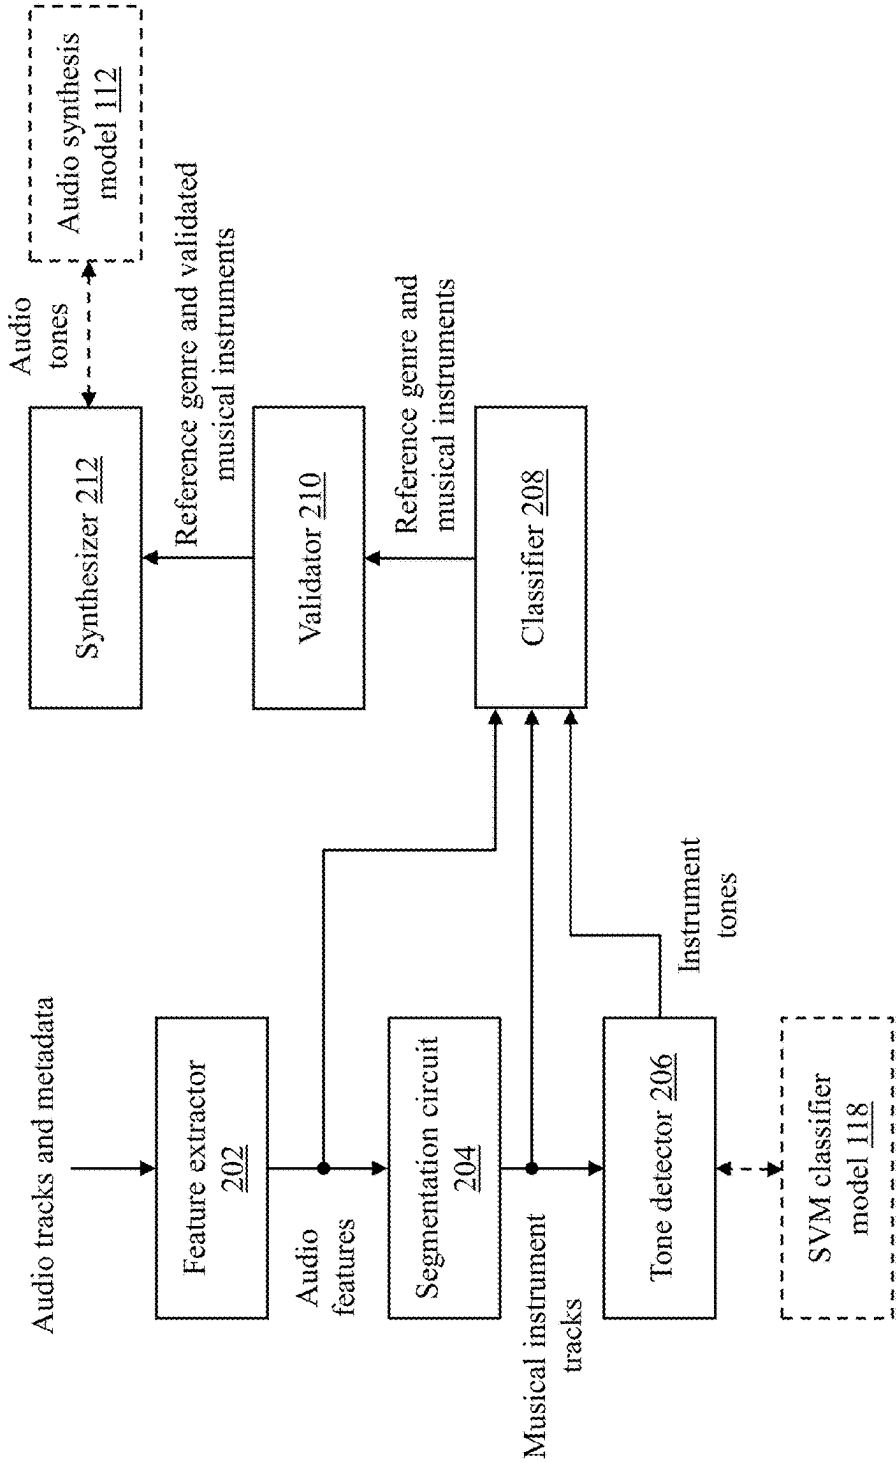 Audio tracks and metadata
Feature extractor
202
Audio
features
Segmentation circuit
204
Musical instrument
tracks
Tone detector 206
SVM classifier
model 118
Instrument
tones
Synthesizer 212
Reference genre and validated
musical instruments
Validator 210
Reference genre and
musical instruments
Classifier 208
Audio
tones
Audio synthesis
model 112